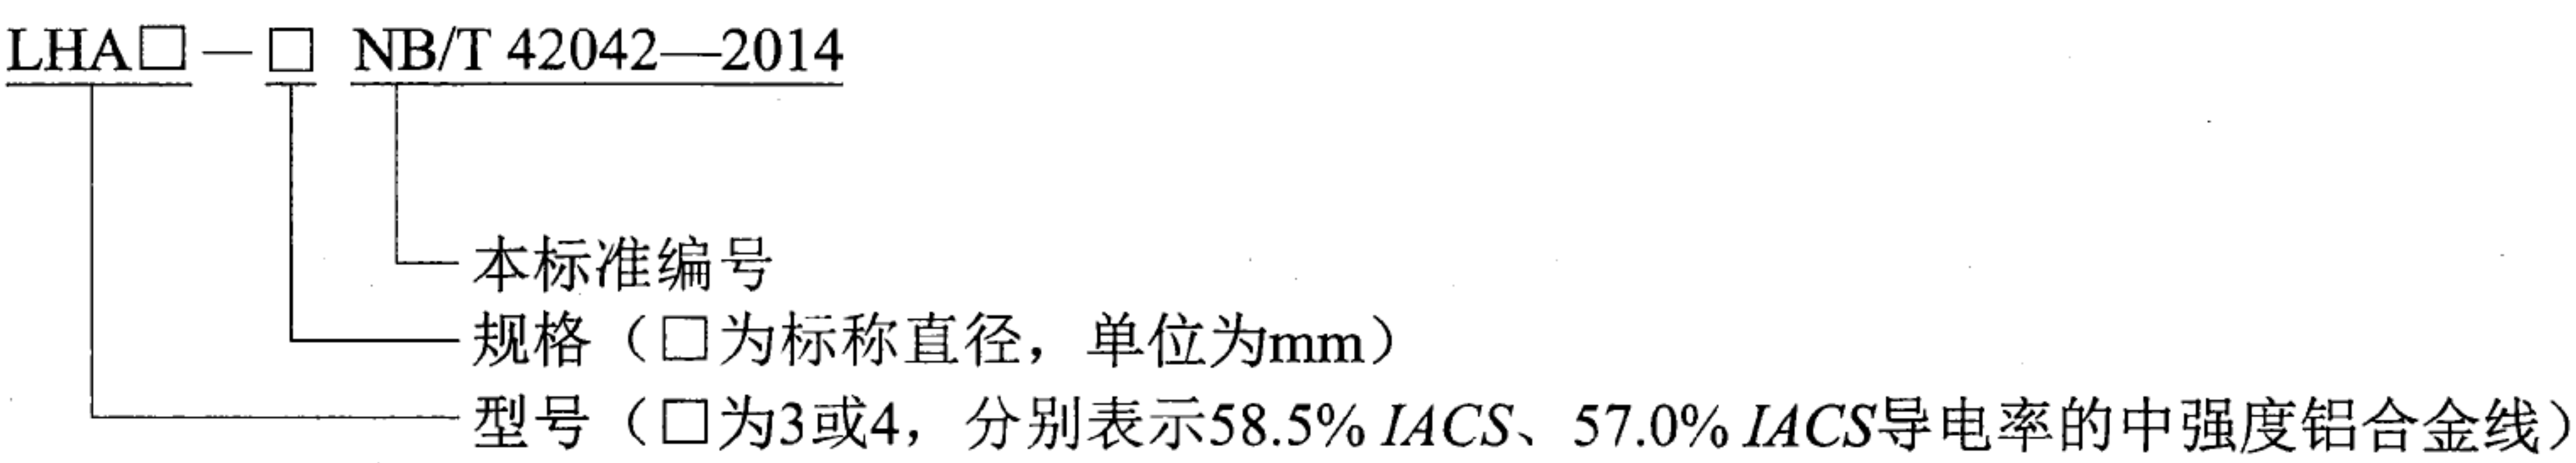 LHA□—□ NB/T 42042—2014
本标准编号
规格（□为标称直径，单位为mm）
型号（□为3或4，分别表示58.5% IACS、57.0% IACS导电率的中强度铝合金线）